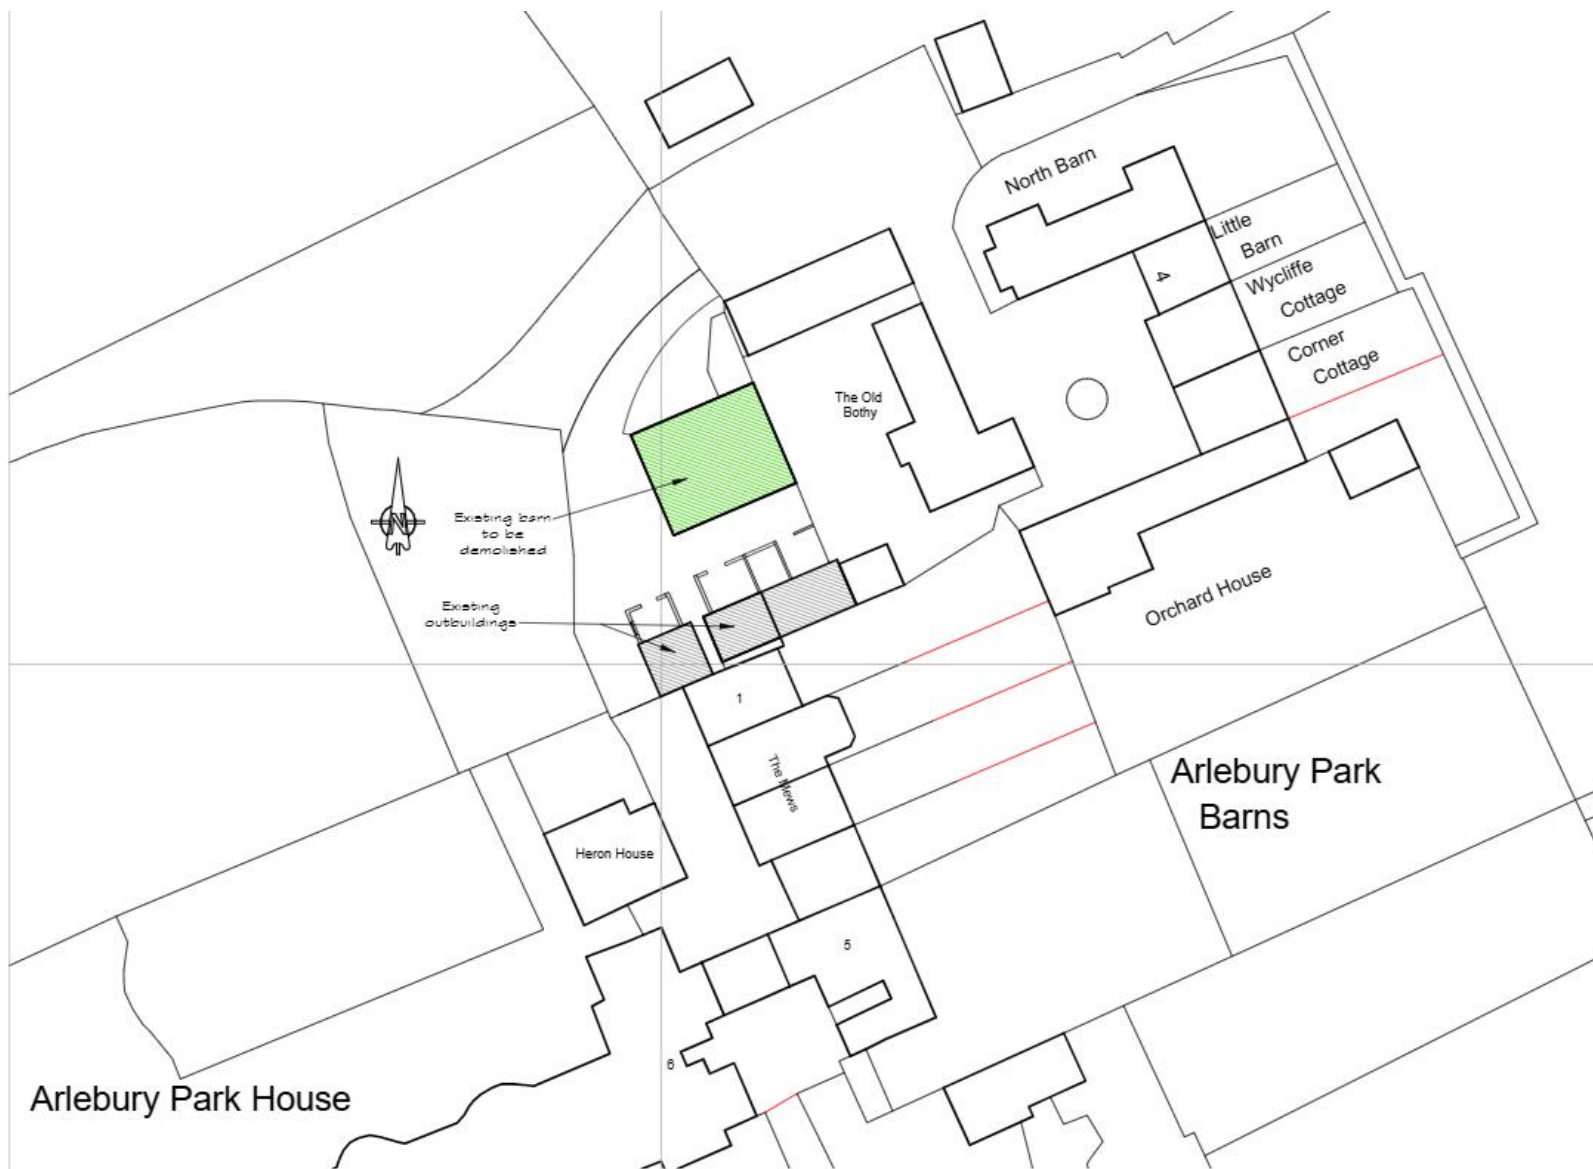 North Barn
Little
Barn
4
Wycliffe
Cottage
Corner
Cottage
The Old
Bothy
N
Existing barn
to be
demolished
Existing
outbuildings
Orchard House
1
The Mews
Arlebury Park
Barns
Heron House
5
6
Arlebury Park House